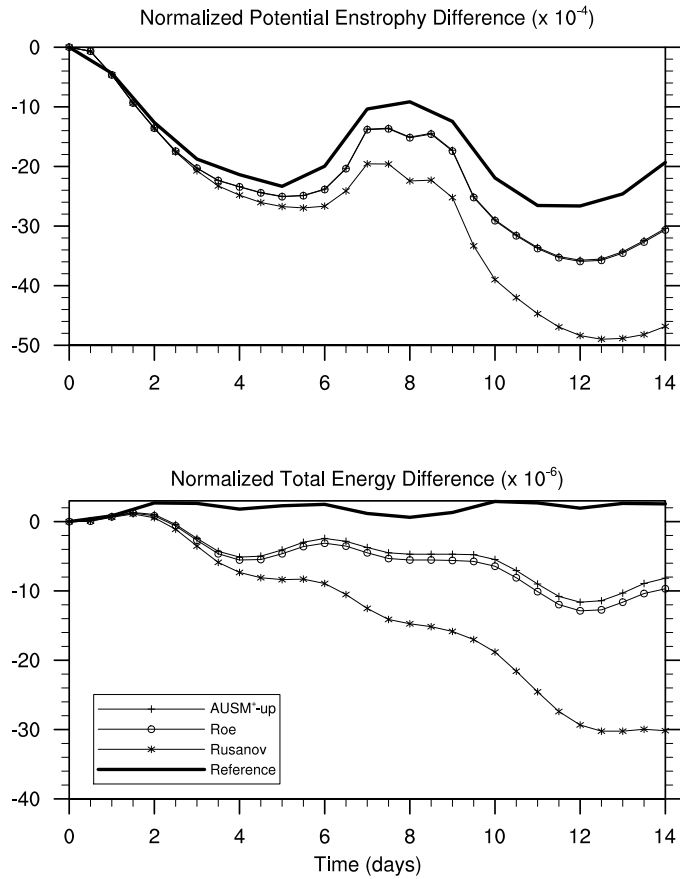 Normalized Potential Enstrophy Difference (x 10⁻⁴)
0
-10
-20
-30
-40
-50
0 2 4 6 8 10 12 14
Normalized Total Energy Difference (x 10⁻⁶)
0
-10
-20
-30
-40
AUSM⁺-up
Roe
Rusanov
Reference
0 2 4 6 8 10 12 14
Time (days)